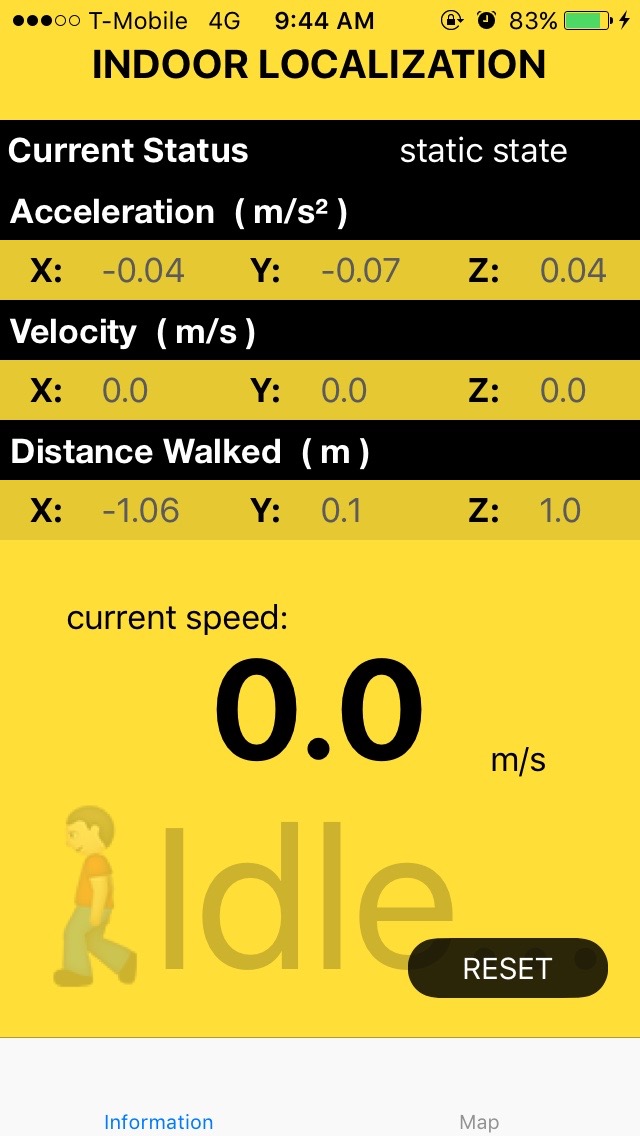 T-Mobile 4G 9:44 AM 83%
INDOOR LOCALIZATION
Current Status static state
Acceleration ( m/s² )
X: -0.04 Y: -0.07 Z: 0.04
Velocity ( m/s )
X: 0.0 Y: 0.0 Z: 0.0
Distance Walked ( m )
X: -1.06 Y: 0.1 Z: 1.0
current speed:
0.0
m/s
Idle...
RESET
Information Map